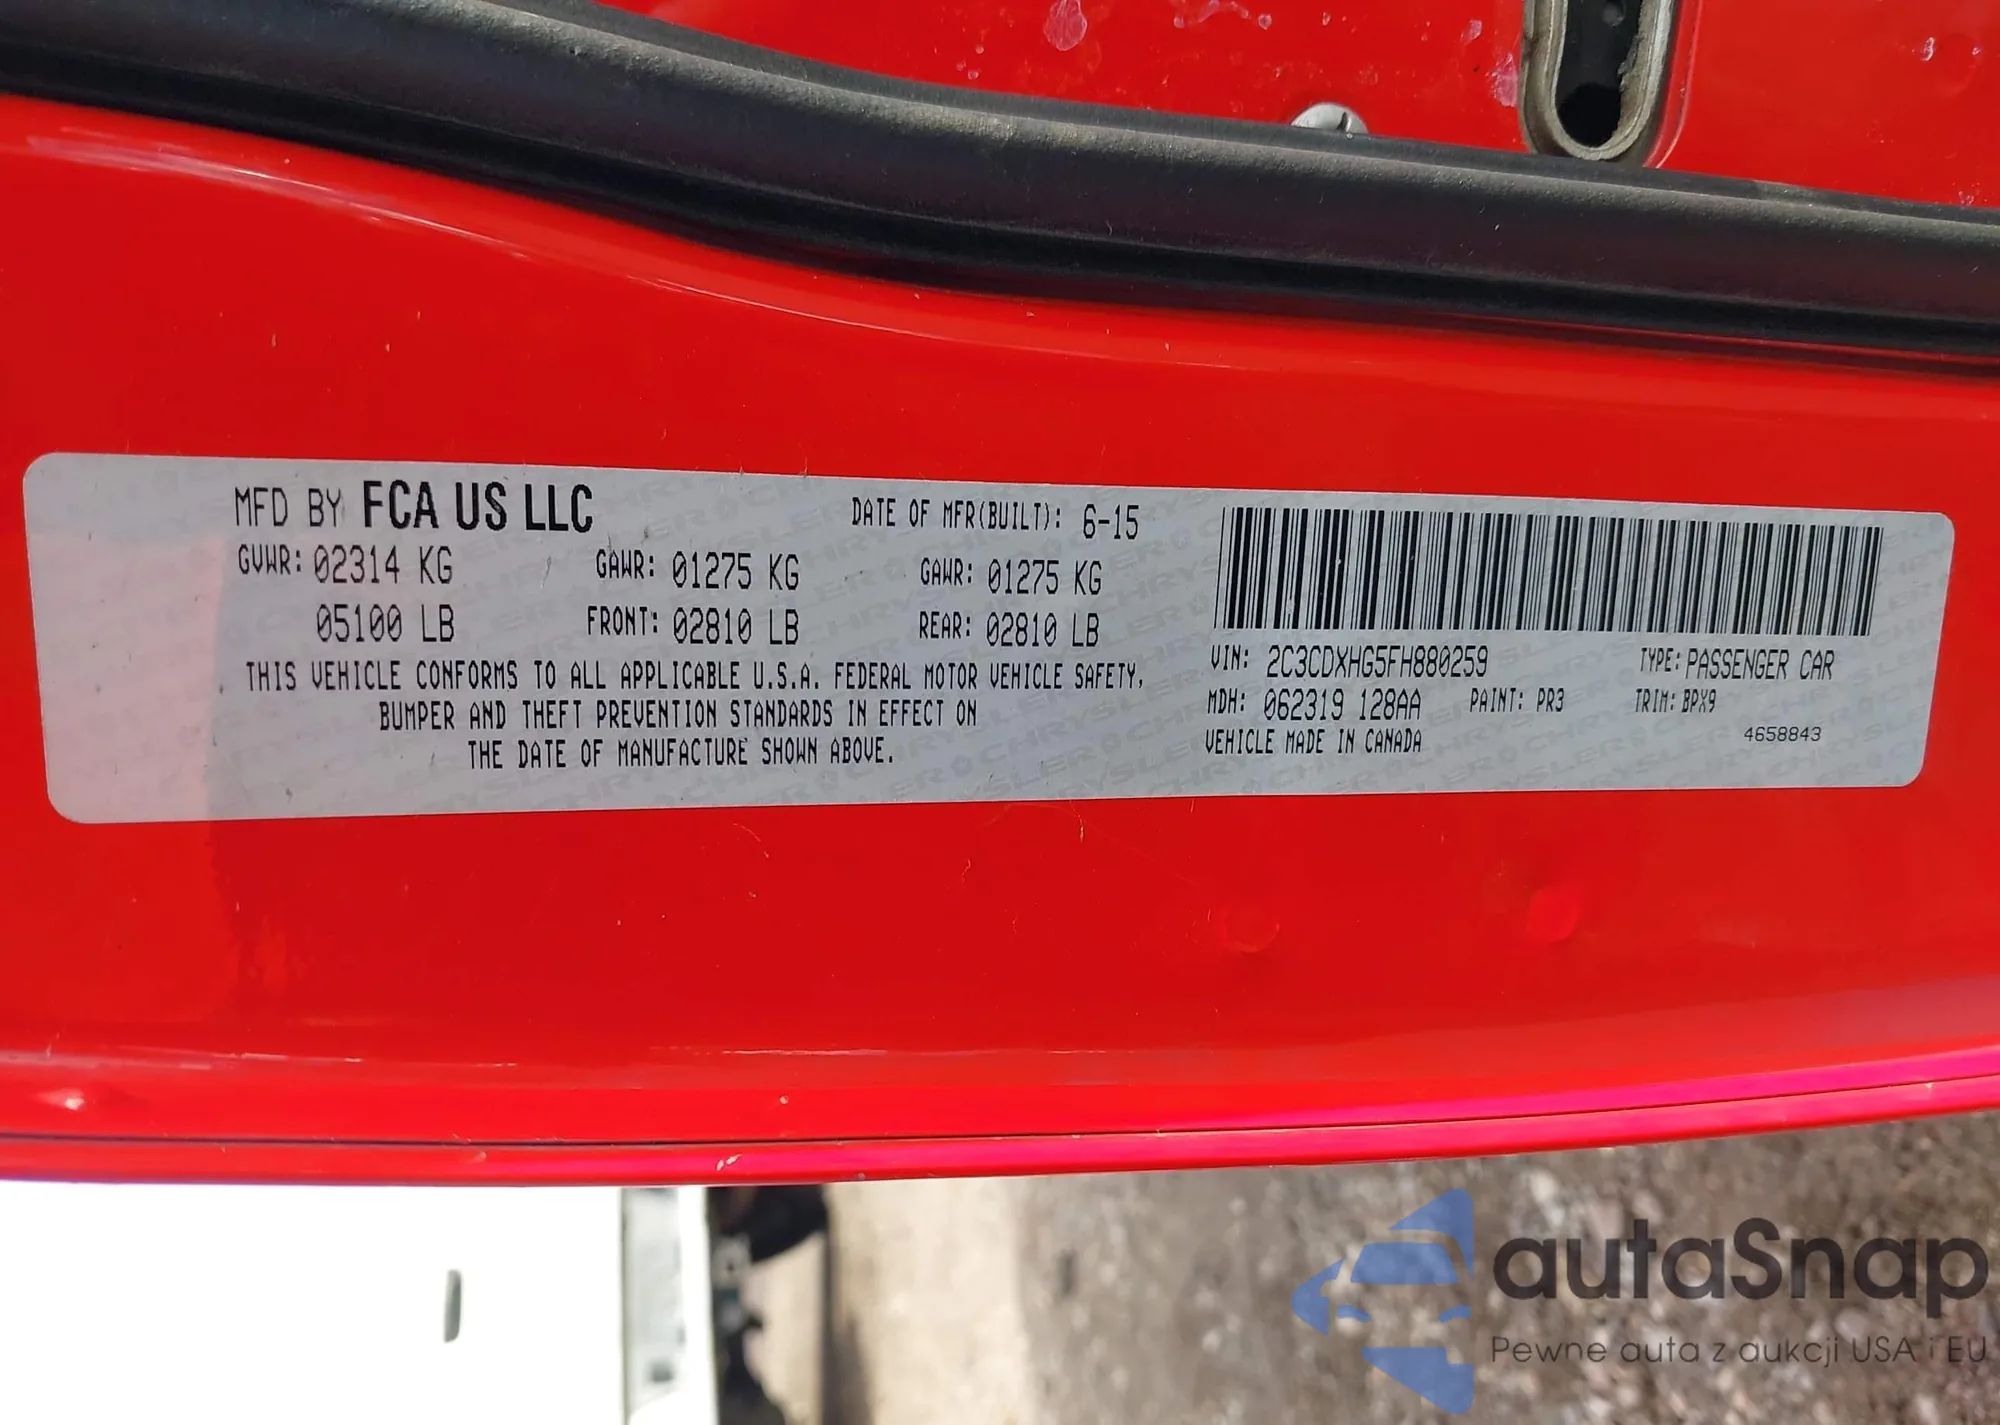 MFD BY FCA US LLC DATE OF MFR(BUILT): 6-15
GVWR: 02314 KG GAWR: 01275 KG GAWR: 01275 KG
05100 LB FRONT: 02810 LB REAR: 02810 LB
THIS VEHICLE CONFORMS TO ALL APPLICABLE U.S.A. FEDERAL MOTOR VEHICLE SAFETY,
BUMPER AND THEFT PREVENTION STANDARDS IN EFFECT ON
THE DATE OF MANUFACTURE SHOWN ABOVE.
VIN: 2C3CDXHG5FH880259 TYPE: PASSENGER CAR
MDH: 062319 128AA PAINT: PR3 TRIM: BPX9
VEHICLE MADE IN CANADA 4658843
autaSnap
Pewne auta z aukcji USA i EU